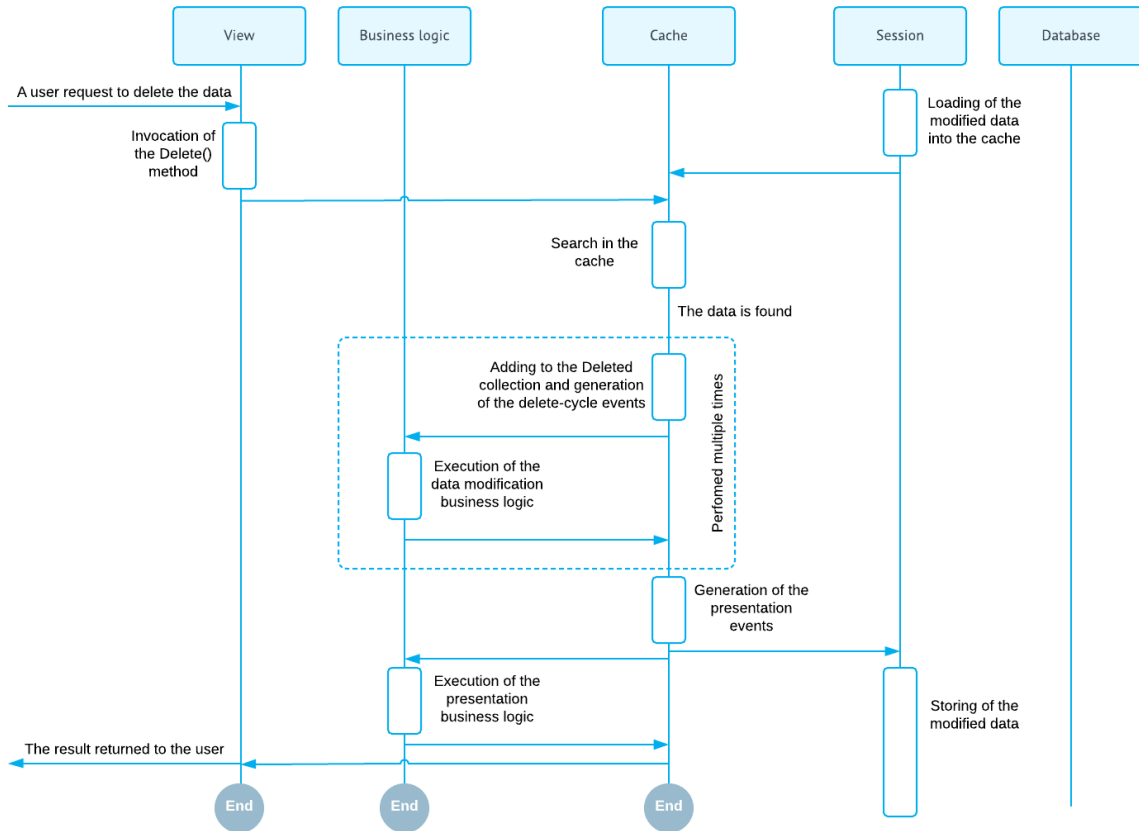 View
Business logic
Cache
Session
Database
A user request to delete the data
Loading of the
modified data
into the cache
Invocation of
the Delete()
method
Search in the
cache
The data is found
Adding to the Deleted
collection and generation
of the delete-cycle events
Perfomed multiple times
Execution of the
data modification
business logic
Generation of the
presentation
events
Execution of the
presentation
business logic
Storing of the
modified data
The result returned to the user
End
End
End